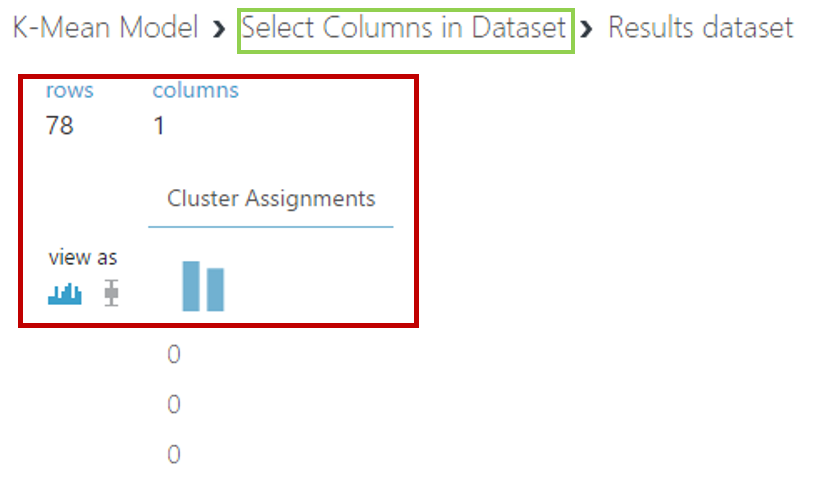 K-Mean Model › Select Columns in Dataset › Results dataset
rows columns
78 1
Cluster Assignments
view as
0
0
0